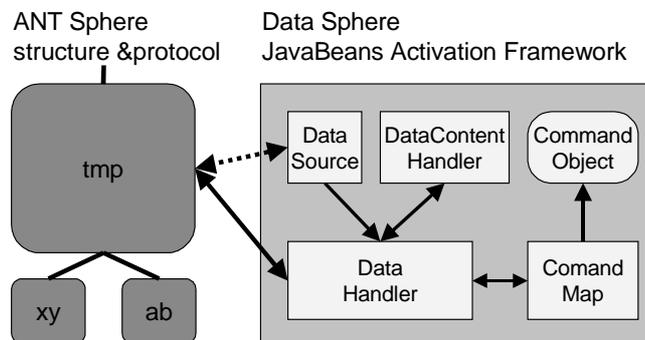 ANT Sphere
structure &protocol
Data Sphere
JavaBeans Activation Framework
tmp
xy
ab
Data
Source
DataContent
Handler
Command
Object
Data
Handler
Comand
Map